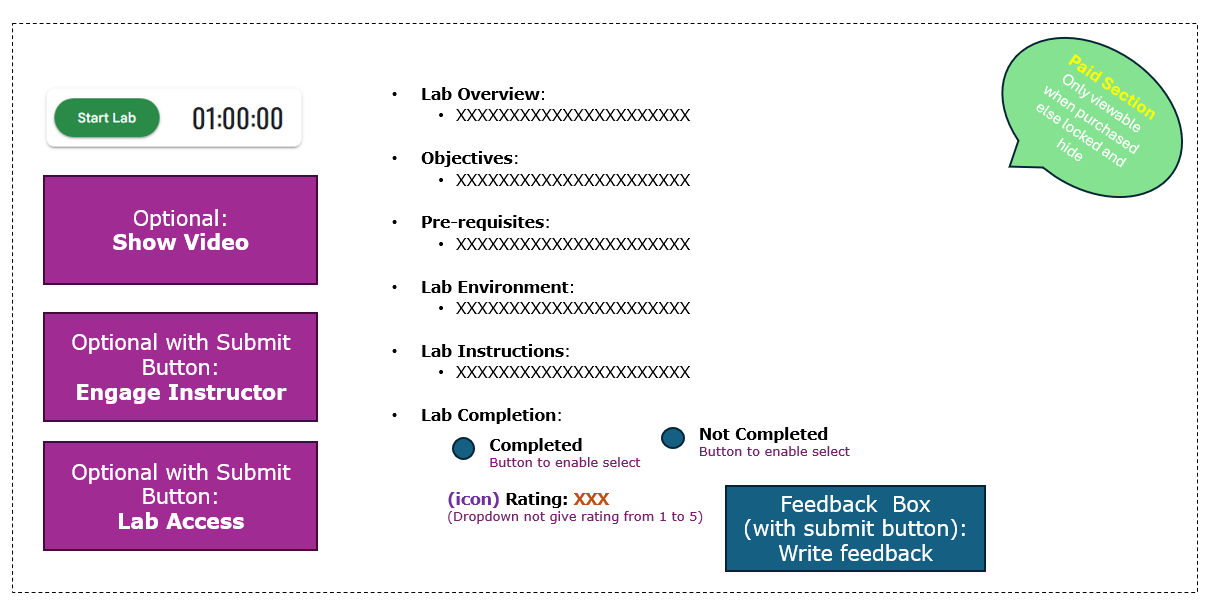 Start Lab
01:00:00
Optional:
Show Video
Optional with Submit
Button:
Engage Instructor
Optional with Submit
Button:
Lab Access
• Lab Overview:
• XXXXXXXXXXXXXXXXXXXXXX
• Objectives:
• XXXXXXXXXXXXXXXXXXXXXX
• Pre-requisites:
• XXXXXXXXXXXXXXXXXXXXXX
• Lab Environment:
• XXXXXXXXXXXXXXXXXXXXXX
• Lab Instructions:
• XXXXXXXXXXXXXXXXXXXXXX
• Lab Completion:
Completed
Button to enable select
Not Completed
Button to enable select
(icon) Rating: XXX
(Dropdown not give rating from 1 to 5)
Feedback Box
(with submit button):
Write feedback
Paid Section
Only viewable
when purchased
else locked and
hide